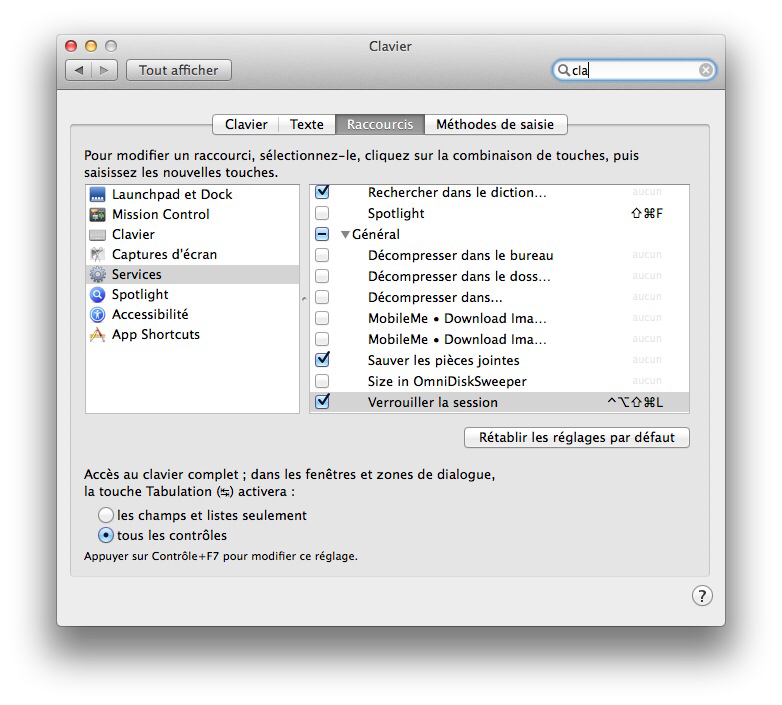 Clavier
Tout afficher
cla
Clavier Texte Raccourcis Méthodes de saisie
Pour modifier un raccourci, sélectionnez-le, cliquez sur la combinaison de touches, puis
saisissez les nouvelles touches.
Launchpad et Dock
Mission Control
Clavier
Captures d'écran
Services
Spotlight
Accessibilité
App Shortcuts
Rechercher dans le diction... aucun
Spotlight ⇧⌘F
Général
Décompresser dans le bureau aucun
Décompresser dans le doss... aucun
Décompresser dans... aucun
MobileMe • Download Ima... aucun
MobileMe • Download Ima... aucun
Sauver les pièces jointes aucun
Size in OmniDiskSweeper aucun
Verrouiller la session ^⌥⇧⌘L
Rétablir les réglages par défaut
Accès au clavier complet ; dans les fenêtres et zones de dialogue,
la touche Tabulation (↹) activera :
les champs et listes seulement
tous les contrôles
Appuyer sur Contrôle+F7 pour modifier ce réglage.
?